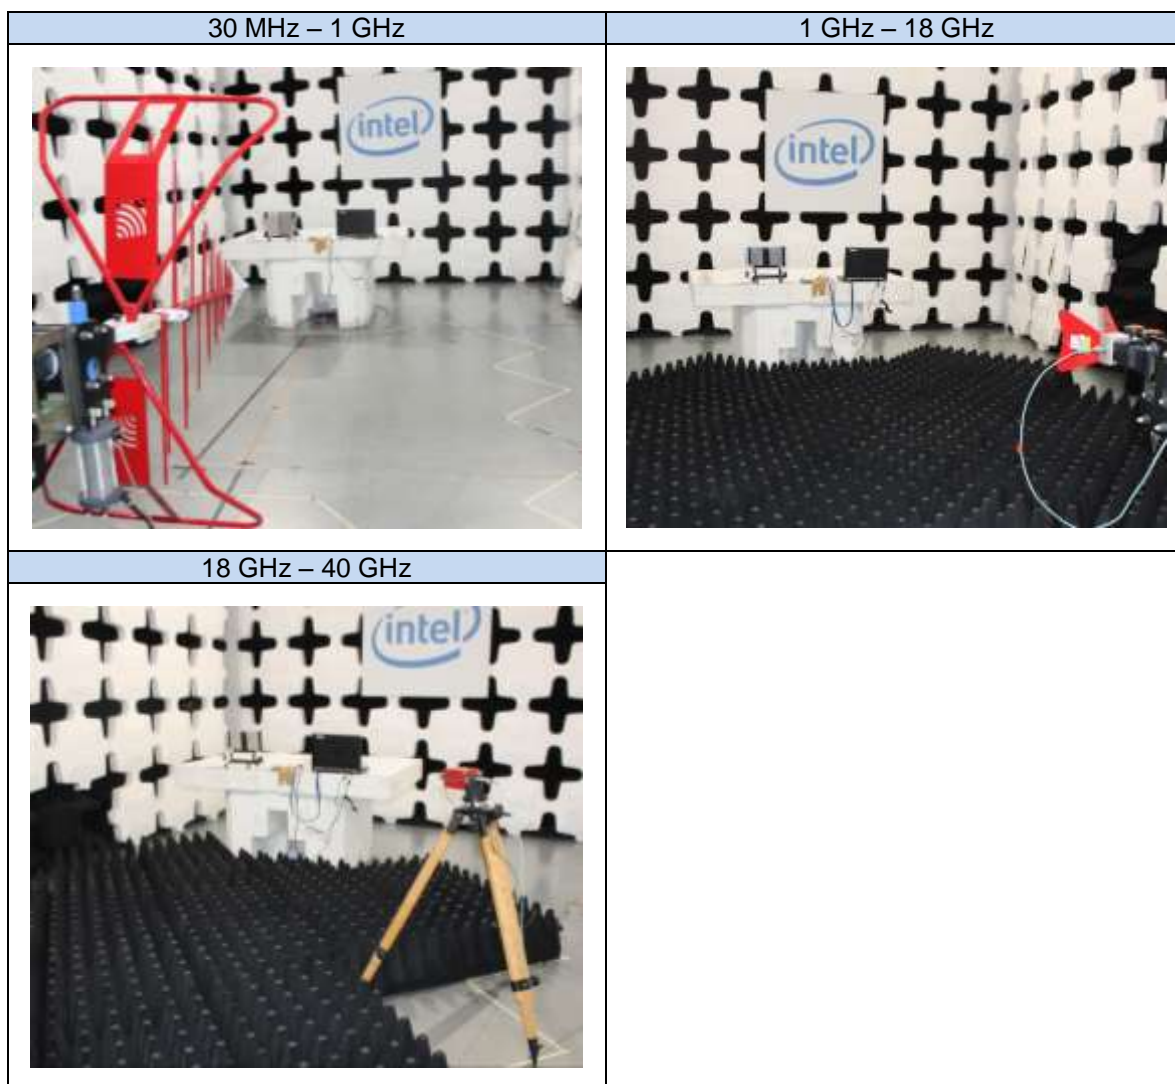 30 MHz – 1 GHz
1 GHz – 18 GHz
intel
intel
18 GHz – 40 GHz
intel